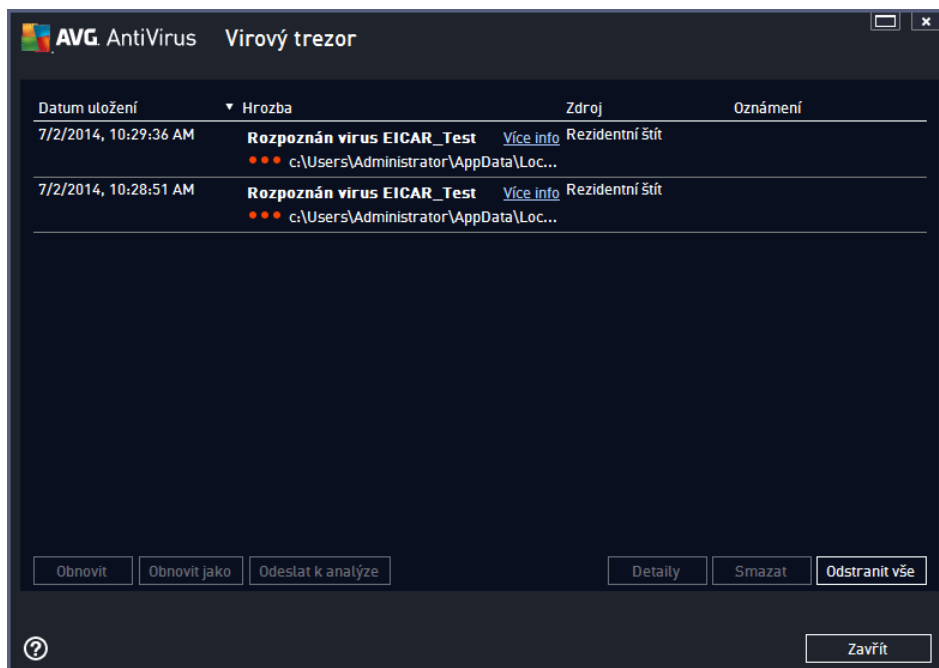 AVG AntiVirus Virový trezor
Datum uložení Hrozba Zdroj Oznámení
7/2/2014, 10:29:36 AM Rozpoznán virus EICAR_Test Více info Rezidentní štít
c:\Users\Administrator\AppData\Loc...
7/2/2014, 10:28:51 AM Rozpoznán virus EICAR_Test Více info Rezidentní štít
c:\Users\Administrator\AppData\Loc...
Obnovit Obnovit jako Odeslat k analýze Detaily Smazat Odstranit vše
? Zavřít